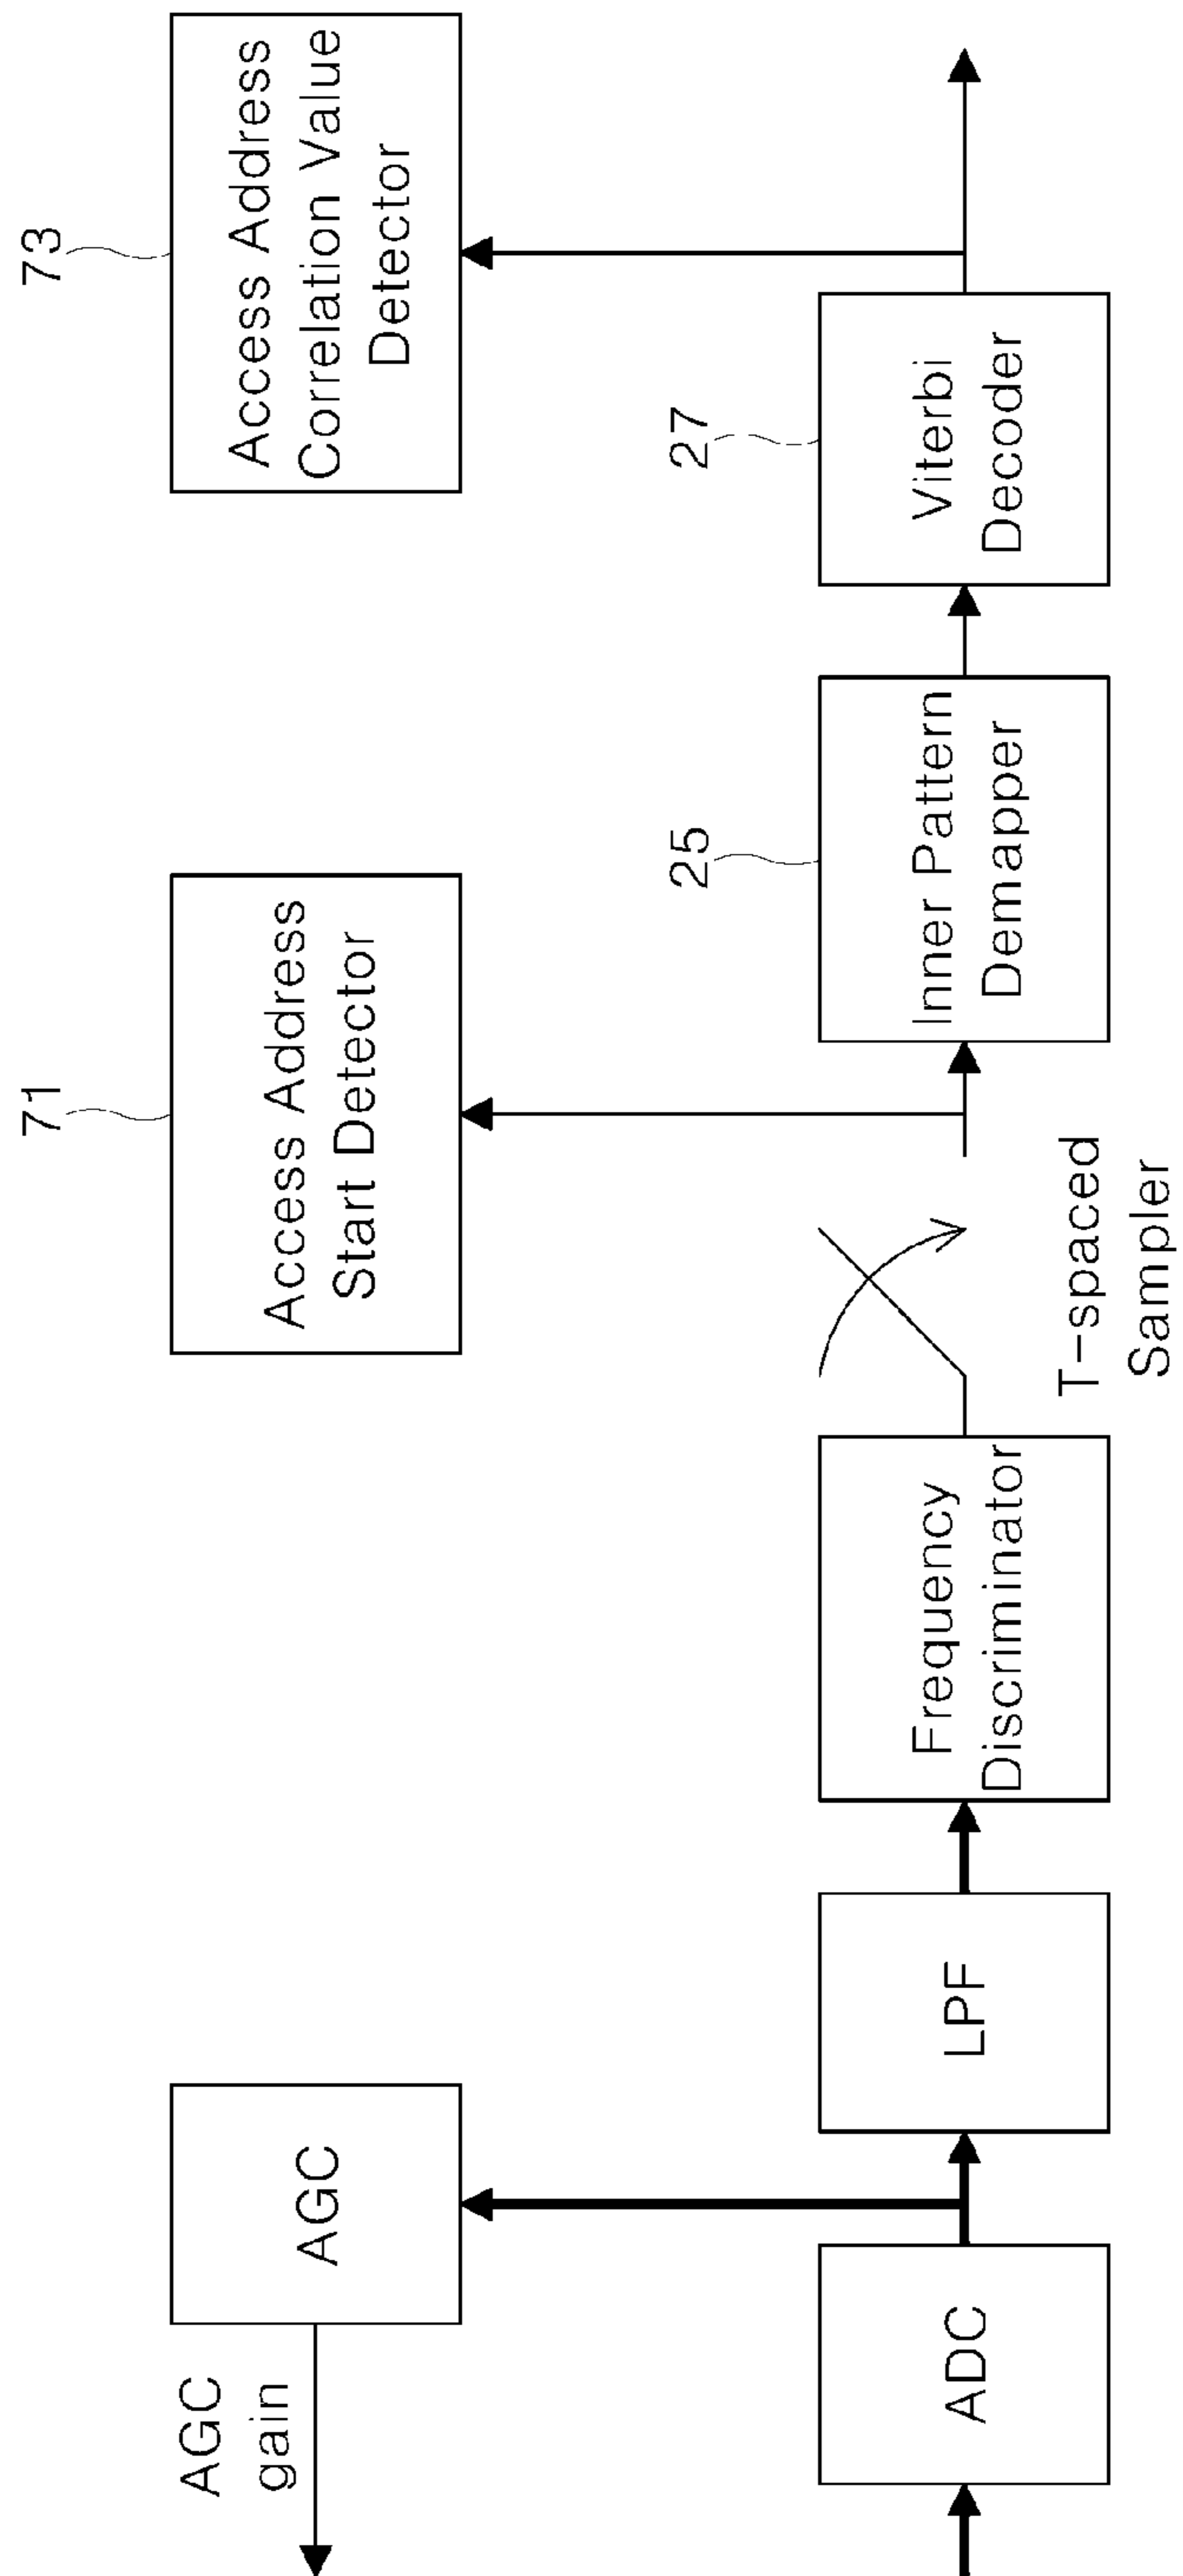 AGC
gain
AGC
71
Access Address
Start Detector
73
Access Address
Correlation Value
Detector
ADC
LPF
Frequency
Discriminator
T-spaced
Sampler
25
Inner Pattern
Demapper
27
Viterbi
Decoder